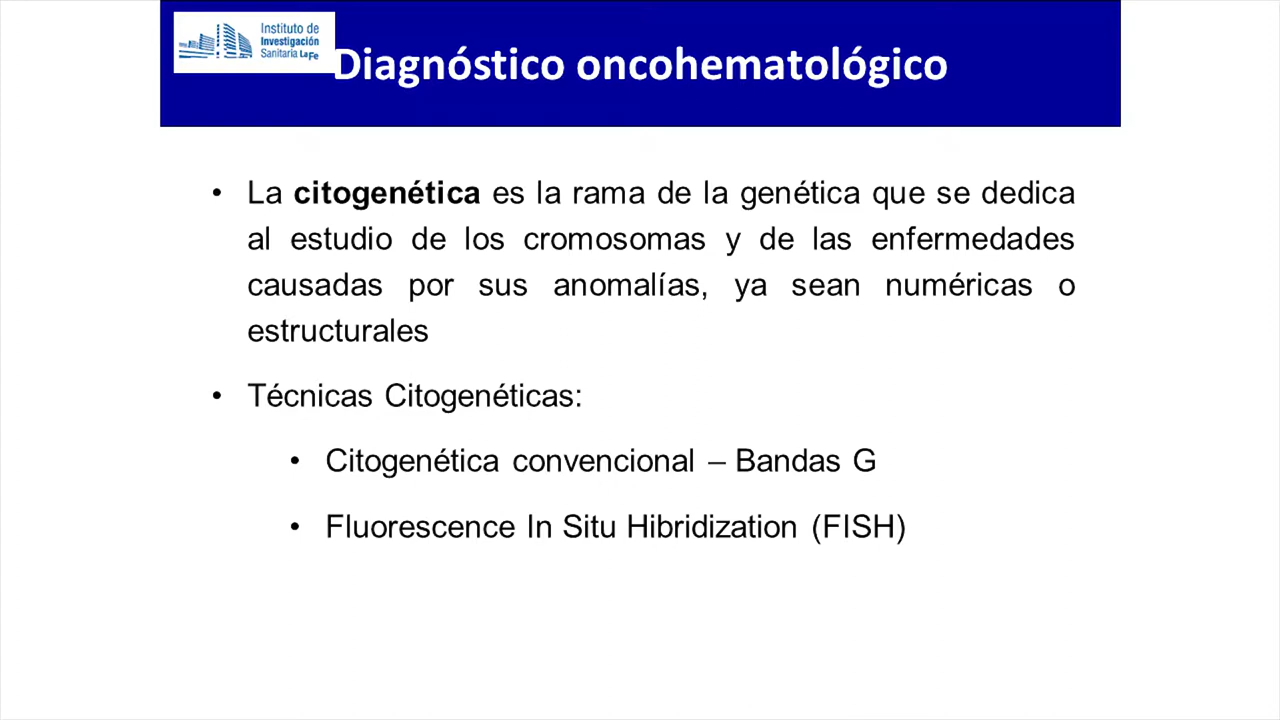 Instituto de
Investigación
Sanitaria LaFe
Diagnóstico oncohematológico
• La citogenética es la rama de la genética que se dedica
al estudio de los cromosomas y de las enfermedades
causadas por sus anomalías, ya sean numéricas o
estructurales
• Técnicas Citogenéticas:
• Citogenética convencional – Bandas G
• Fluorescence In Situ Hibridization (FISH)